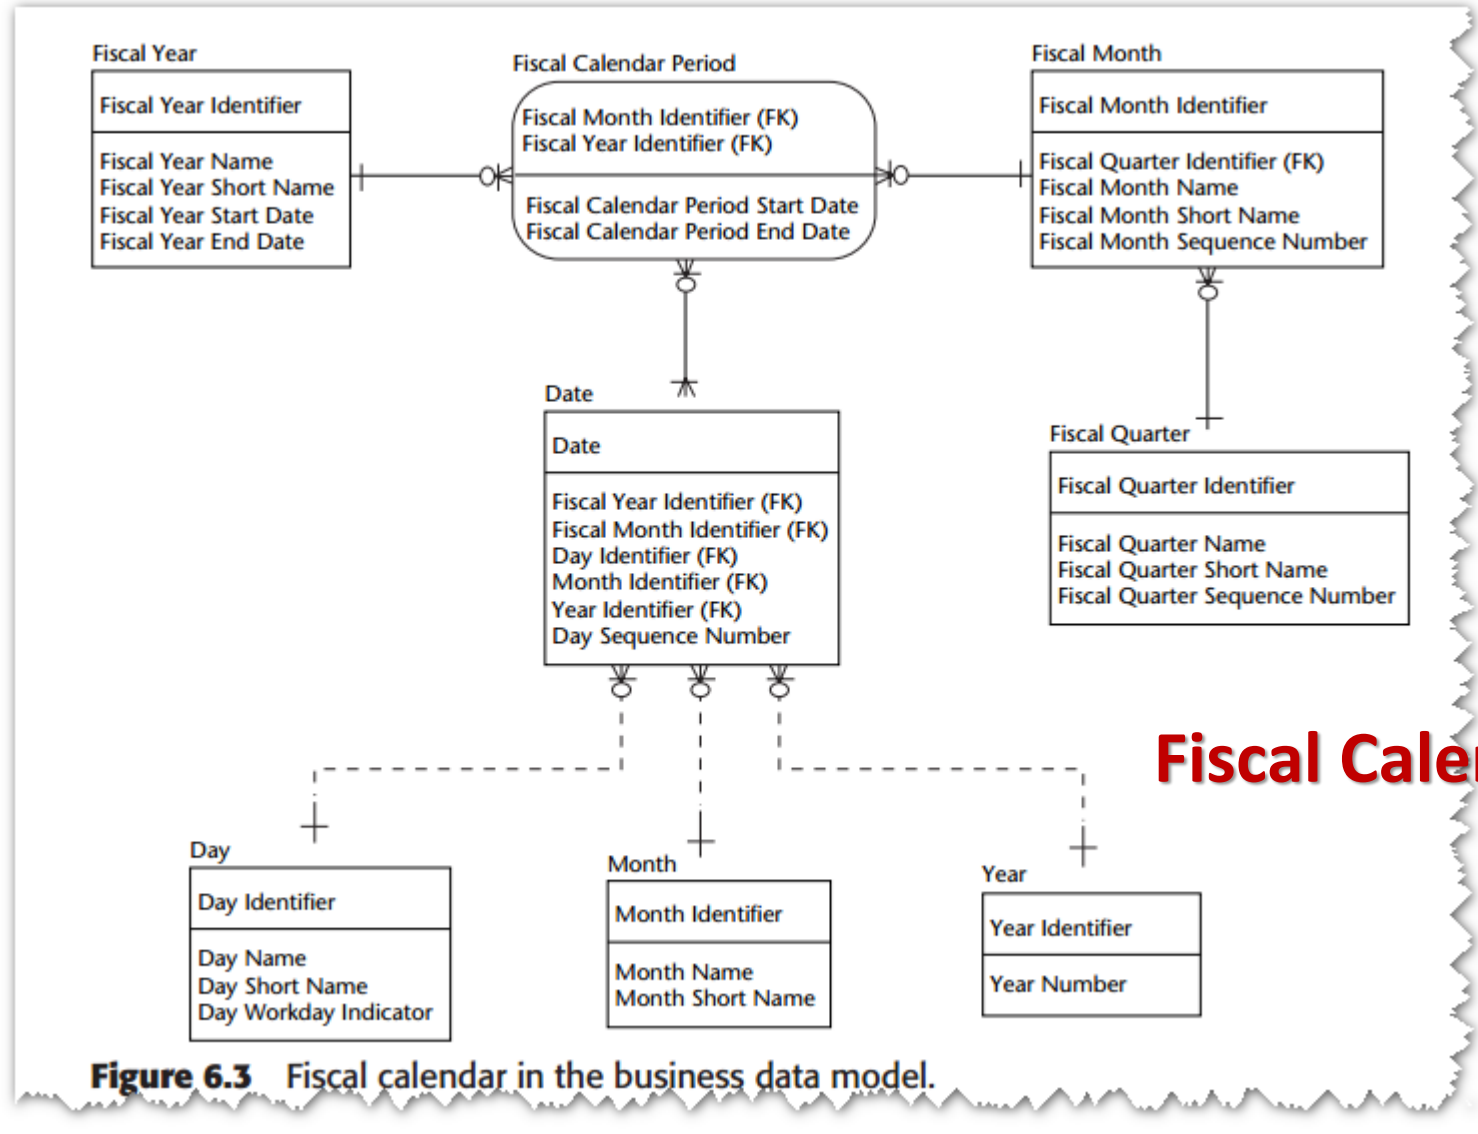 Fiscal Year
Fiscal Year Identifier
Fiscal Year Name
Fiscal Year Short Name
Fiscal Year Start Date
Fiscal Year End Date
Fiscal Calendar Period
Fiscal Month Identifier (FK)
Fiscal Year Identifier (FK)
Fiscal Calendar Period Start Date
Fiscal Calendar Period End Date
Fiscal Month
Fiscal Month Identifier
Fiscal Quarter Identifier (FK)
Fiscal Month Name
Fiscal Month Short Name
Fiscal Month Sequence Number
Date
Date
Fiscal Year Identifier (FK)
Fiscal Month Identifier (FK)
Day Identifier (FK)
Month Identifier (FK)
Year Identifier (FK)
Day Sequence Number
Fiscal Quarter
Fiscal Quarter Identifier
Fiscal Quarter Name
Fiscal Quarter Short Name
Fiscal Quarter Sequence Number
Fiscal
Day
Day Identifier
Day Name
Day Short Name
Day Workday Indicator
Month
Month Identifier
Month Name
Month Short Name
Year
Year Identifier
Year Number
Figure 6.3 Fiscal calendar in the business data model.